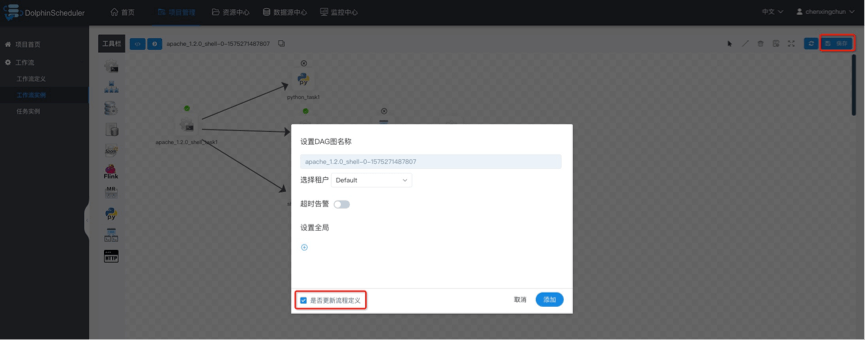 DolphinScheduler 首页 项目管理 资源中心 数据源中心 监控中心 中文 chenxingchun
项目首页
工具栏 apache_1.2.0_shell-0-1575271487807 保存
工作流
工作流定义
工作流实例
任务实例
python_task1
apache_1.2.0_shell_task1
Flink
MR
PY
HTTP
设置DAG图名称
apache_1.2.0_shell-0-1575271487807
选择租户 Default
超时告警
设置全局
是否更新流程定义 取消 添加